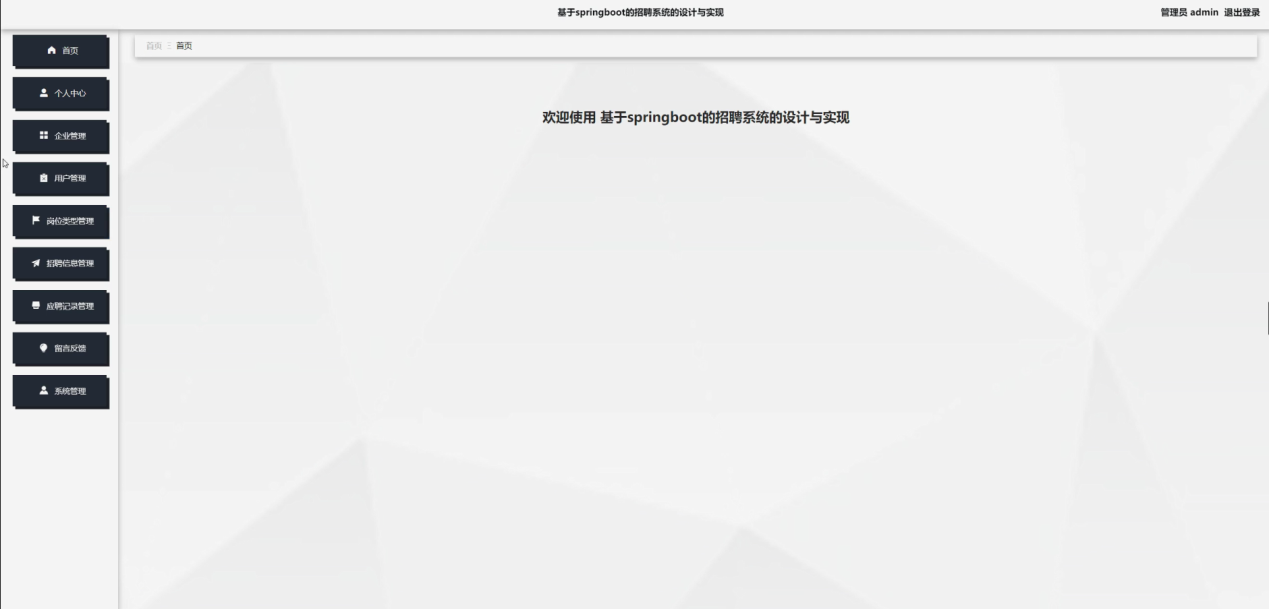 基于springboot的招聘系统的设计与实现
管理员 admin 退出登录
首页
个人中心
企业管理
用户管理
岗位类型管理
招聘信息管理
应聘记录管理
留言反馈
系统管理
首页 : 首页
欢迎使用 基于springboot的招聘系统的设计与实现